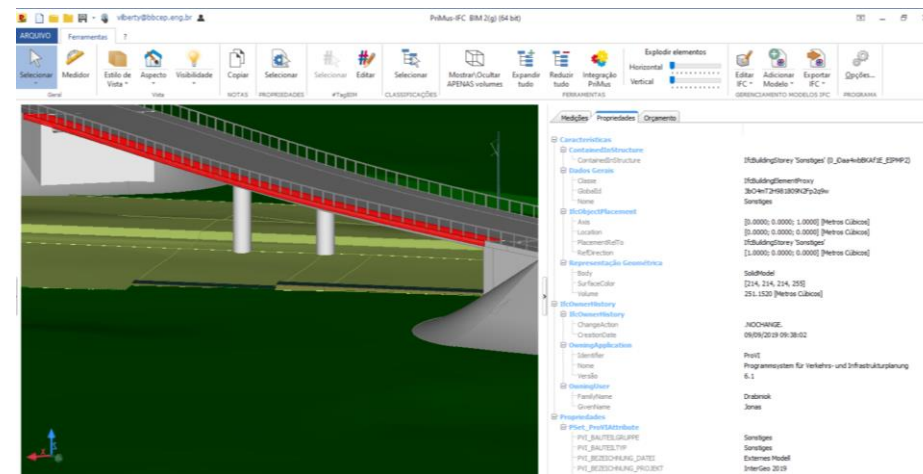 vilberty@bbcep.eng.br
PriMus-IFC BIM 2(g) (64 bit)
ARQUIVO
Ferramentas
?
Selecionar
Medidor
Estilo de Vista
Aspecto
Visibilidade
Copiar
Selecionar
Selecionar
Editar
Selecionar
Mostrar\Ocultar APENAS volumes
Expandir tudo
Reduzir tudo
Integração PriMus
Explodir elementos
Horizontal
Vertical
Editar IFC
Adicionar Modelo
Exportar IFC
Opções...
Geral
Vista
NOTAS
PROPRIEDADES
#TagBIM
CLASSIFICAÇÕES
FERRAMENTAS
GERENCIAMENTO MODELOS IFC
PROGRAMA
Medições Propriedades Orçamento
Características
ContainedInStructure
ContainedInStructure IfcBuildingStorey 'Sonstiges'
Dados Gerais
Classe IfcBuildingElementProxy
GlobalId
Nome Sonstiges
IfcObjectPlacement
Axis [0.0000; 0.0000; 1.0000] [Metros Cúbicos]
Location [0.0000; 0.0000; 0.0000] [Metros Cúbicos]
PlacementRelTo IfcBuildingStorey 'Sonstiges'
RefDirection [1.0000; 0.0000; 0.0000] [Metros Cúbicos]
Representação Geométrica
Body SolidModel
SurfaceColor [214, 214, 214, 255]
Volume 251.1520 [Metros Cúbicos]
IfcOwnerHistory
IfcOwnerHistory
ChangeAction .NOCHANGE.
CreationDate 09/09/2019 09:38:02
OwningApplication
Identifier ProVI
Nome Programmsystem für Verkehrs- und Infrastrukturplanung
Versão 6.1
OwningUser
FamilyName
GivenName Jonas
Propriedades
PSet_ProVIAttribute
PVI_BAUTEILGRUPPE Sonstiges
PVI_BAUTEILTYP Sonstiges
PVI_BEZEICHNUNG_DATEI Externes Modell
PVI_BEZEICHNUNG_PROJEKT InterGeo 2019